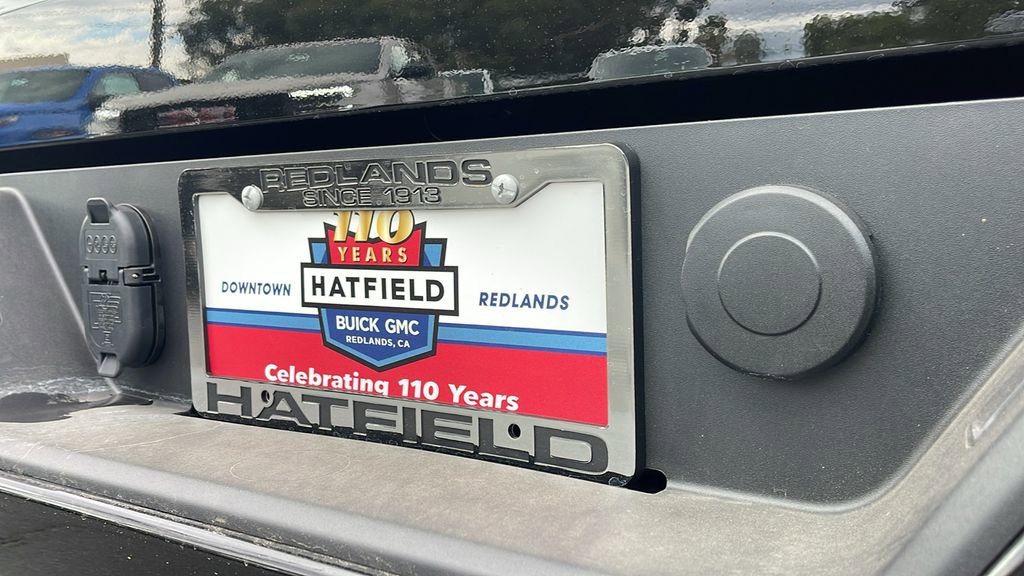 REDLANDS
SINCE 1913
110
YEARS
DOWNTOWN
HATFIELD
REDLANDS
BUICK GMC
REDLANDS, CA
Celebrating 110 Years
HATFIELD